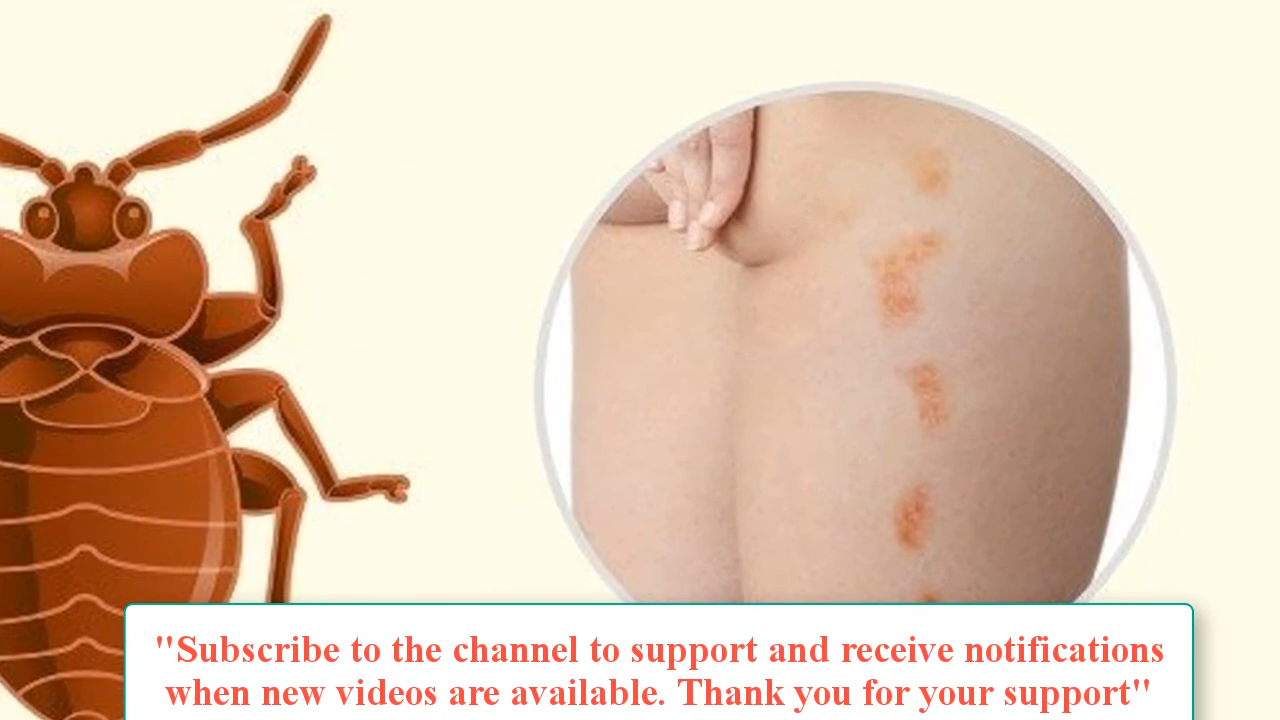 "Subscribe to the channel to support and receive notifications
when new videos are available. Thank you for your support"